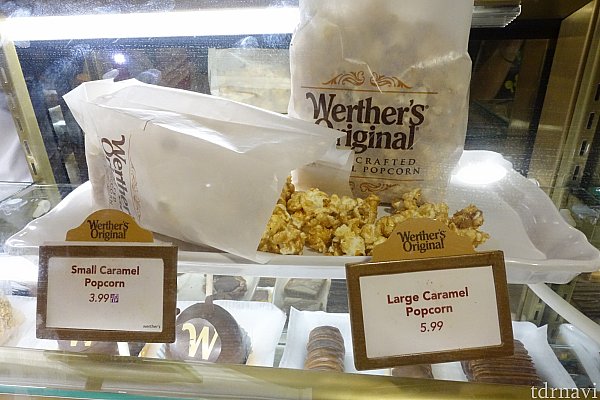 Werther's
Original
CRAFTED
L POPCORN
Werther's
Original
Small Caramel
Popcorn
3.99
werther's
Werther's
Original
Large Caramel
Popcorn
5.99
W
tdrnavi